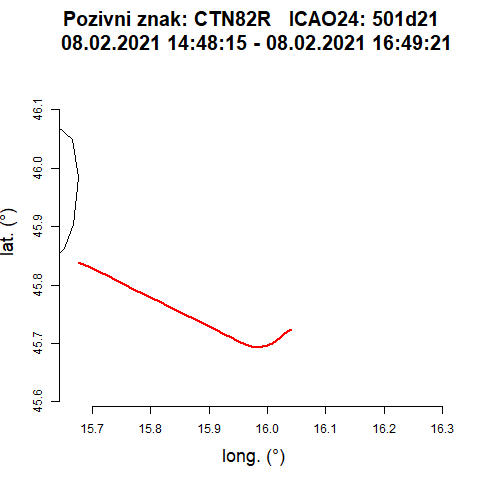 Pozivni znak: CTN82R ICAO24: 501d21
08.02.2021 14:48:15 - 08.02.2021 16:49:21
46.1
46.0
45.9
45.8
45.7
45.6
lat. (°)
15.7 15.8 15.9 16.0 16.1 16.2 16.3
long. (°)